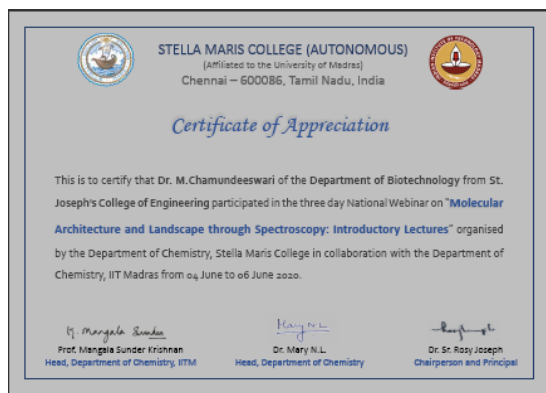 STELLA MARIS COLLEGE (AUTONOMOUS)
(Affiliated to the University of Madras)
Chennai – 600086, Tamil Nadu, India
Certificate of Appreciation
This is to certify that Dr. M.Chamundeeswari of the Department of Biotechnology from St.
Joseph's College of Engineering participated in the three day National Webinar on "Molecular
Architecture and Landscape through Spectroscopy: Introductory Lectures" organised
by the Department of Chemistry, Stella Maris College in collaboration with the Department of
Chemistry, IIT Madras from 04 June to 06 June 2020.
K. Mangala Sunder
Mary N.L
Prof. Mangala Sunder Krishnan
Dr. Mary N.L.
Dr. Sr. Rosy Joseph
Head, Department of Chemistry, IITM
Head, Department of Chemistry
Chairperson and Principal